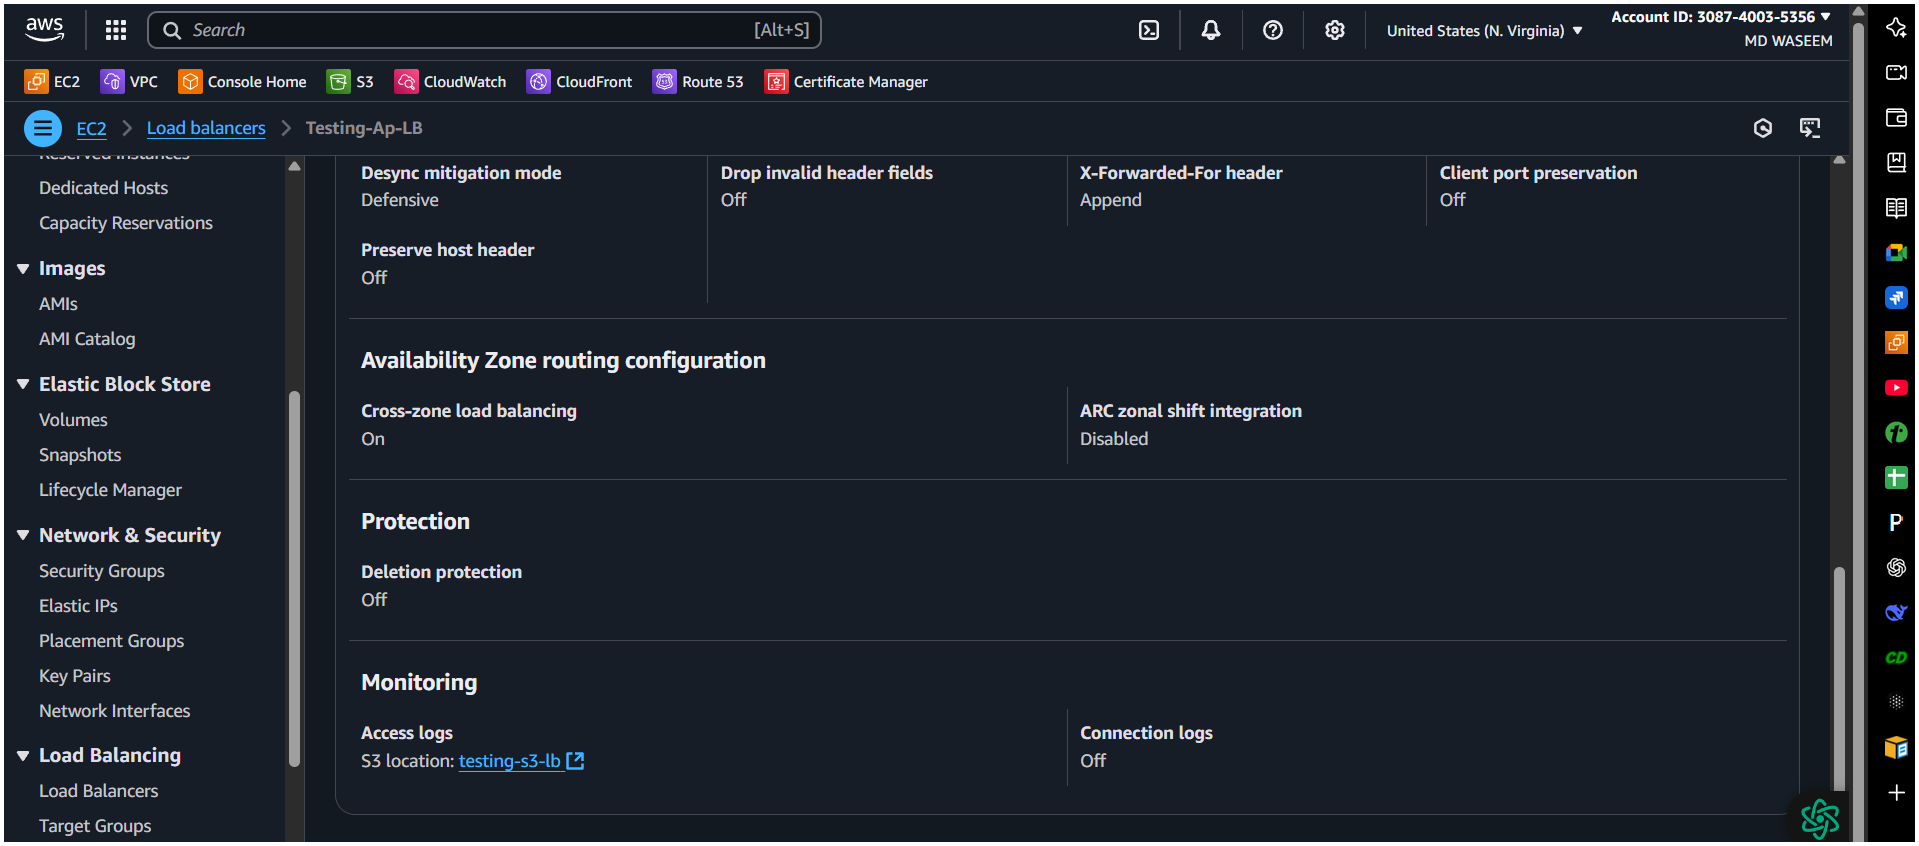 aws
Search [Alt+S]
United States (N. Virginia)
Account ID: 3087-4003-5356
MD WASEEM
EC2 VPC Console Home S3 CloudWatch CloudFront Route 53 Certificate Manager
EC2 Load balancers Testing-Ap-LB
Reserved Instances
Dedicated Hosts
Capacity Reservations
Images
AMIs
AMI Catalog
Elastic Block Store
Volumes
Snapshots
Lifecycle Manager
Network & Security
Security Groups
Elastic IPs
Placement Groups
Key Pairs
Network Interfaces
Load Balancing
Load Balancers
Target Groups
Desync mitigation mode
Defensive
Drop invalid header fields
Off
X-Forwarded-For header
Append
Client port preservation
Off
Preserve host header
Off
Availability Zone routing configuration
Cross-zone load balancing
On
ARC zonal shift integration
Disabled
Protection
Deletion protection
Off
Monitoring
Access logs
S3 location: testing-s3-lb
Connection logs
Off
P
CD